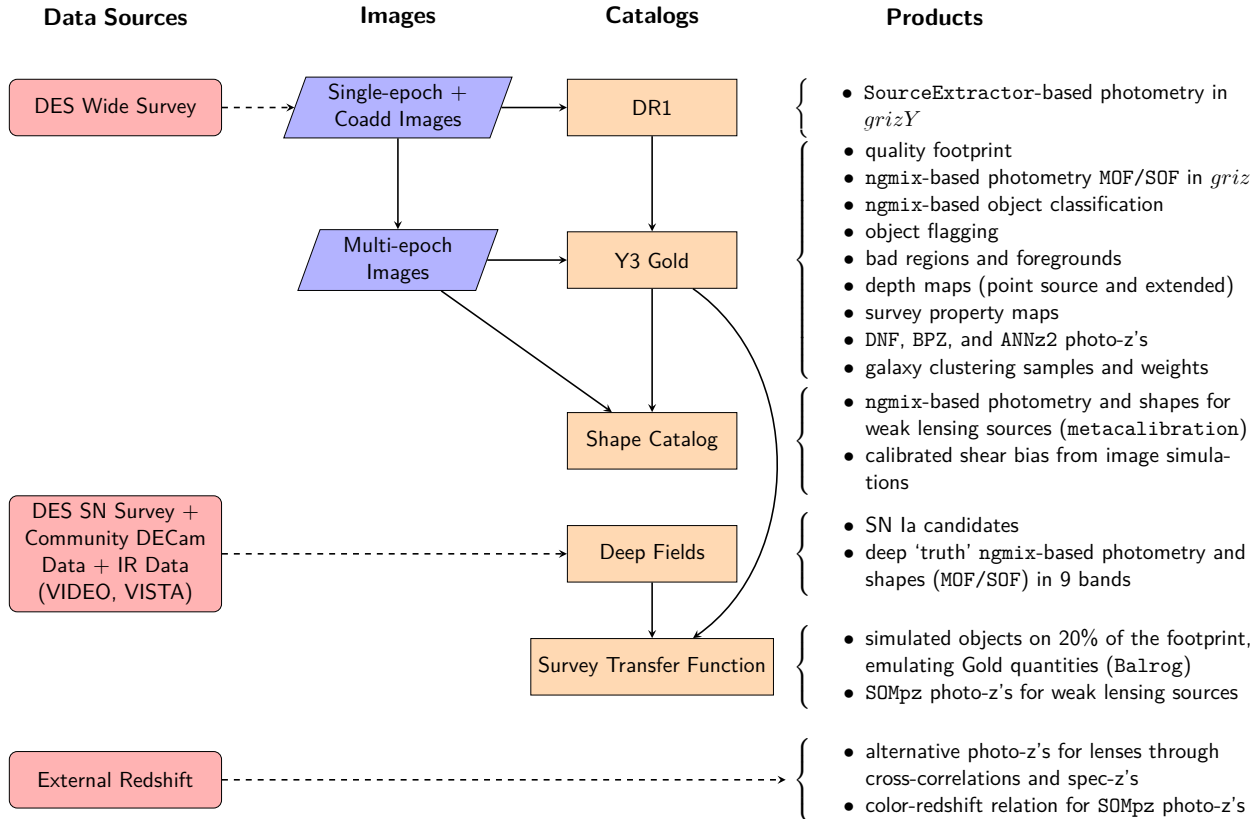 Data Sources
Images
Catalogs
Products
DES Wide Survey
Single-epoch +
Coadd Images
DR1
• SourceExtractor-based photometry in
grizY
• quality footprint
• ngmix-based photometry MOF/SOF in griz
• ngmix-based object classification
• object flagging
• bad regions and foregrounds
• depth maps (point source and extended)
• survey property maps
• DNF, BPZ, and ANNz2 photo-z's
• galaxy clustering samples and weights
Multi-epoch
Images
Y3 Gold
Shape Catalog
• ngmix-based photometry and shapes for
weak lensing sources (metacalibration)
• calibrated shear bias from image simula-
tions
DES SN Survey +
Community DECam
Data + IR Data
(VIDEO, VISTA)
Deep Fields
• SN Ia candidates
• deep ‘truth’ ngmix-based photometry and
shapes (MOF/SOF) in 9 bands
Survey Transfer Function
• simulated objects on 20% of the footprint,
emulating Gold quantities (Balrog)
• SOMpz photo-z's for weak lensing sources
External Redshift
• alternative photo-z's for lenses through
cross-correlations and spec-z's
• color-redshift relation for SOMpz photo-z's